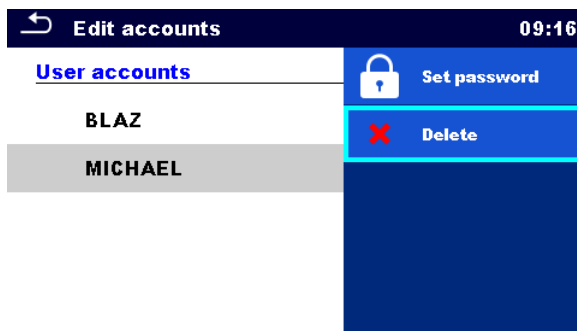 Edit accounts 09:16
User accounts
Set password
BLAZ
Delete
MICHAEL